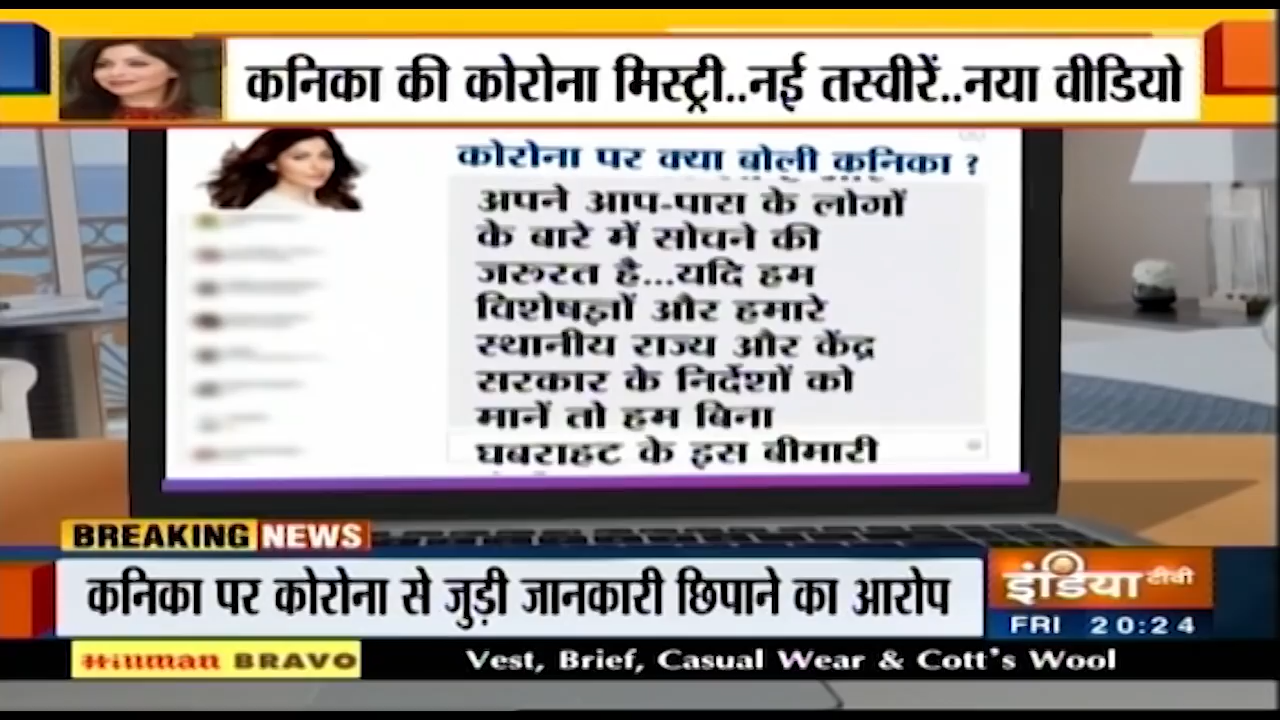 कनिका की कोरोना मिस्ट्री..नई तस्वीरें..नया वीडियो
कोरोना पर क्या बोली कनिका ?
अपने आप-पास के लोगों
के बारे में सोचने की
जरूरत है...यदि हम
विशेषज्ञों और हमारे
स्थानीय राज्य और केंद्र
सरकार के निर्देशों को
मानें तो हम बिना
घबराहट के इस बीमारी
BREAKING NEWS
कनिका पर कोरोना से जुड़ी जानकारी छिपाने का आरोप
इंडिया टीवी
FRI 20:24
Hillman BRAVO
Vest, Brief, Casual Wear & Cott's Wool